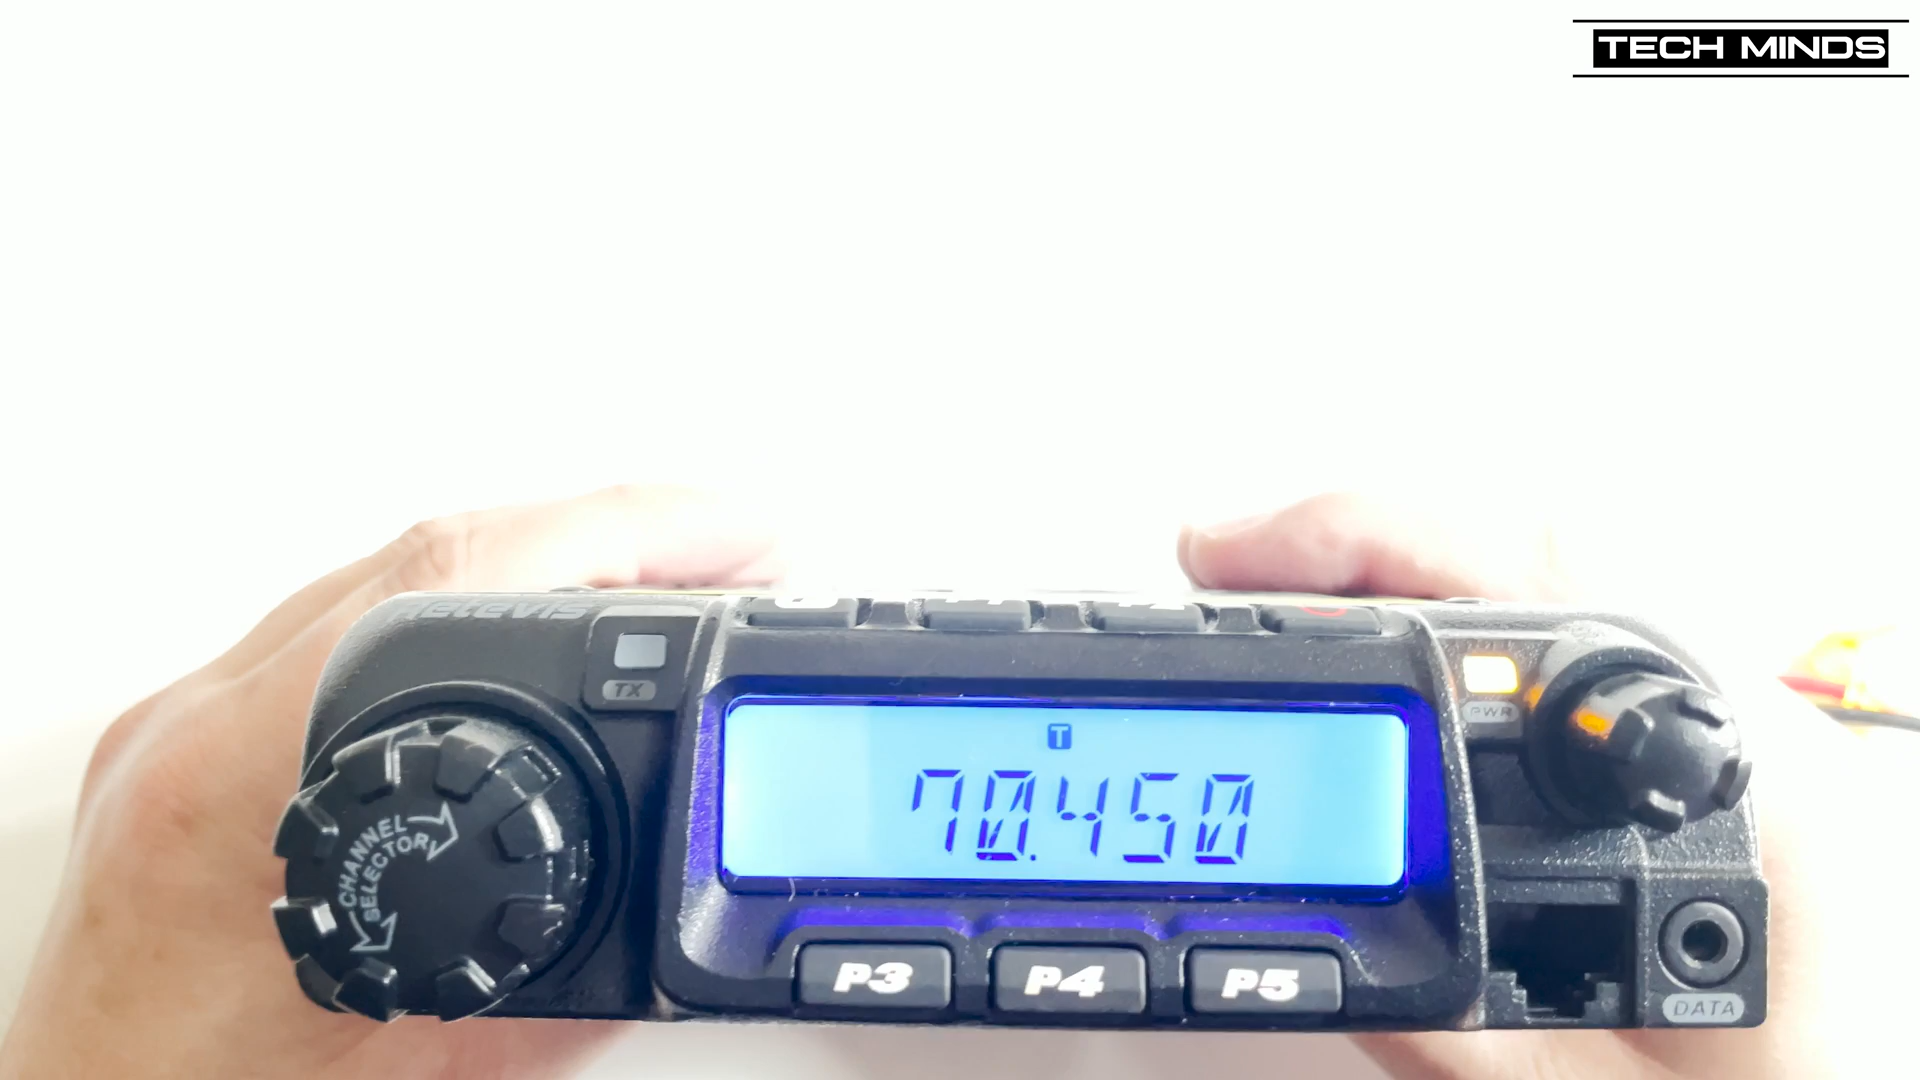 TECH MINDS
Retevis
TX
PWR
T
70.450
CHANNEL
SELECTOR
P3
P4
P5
DATA